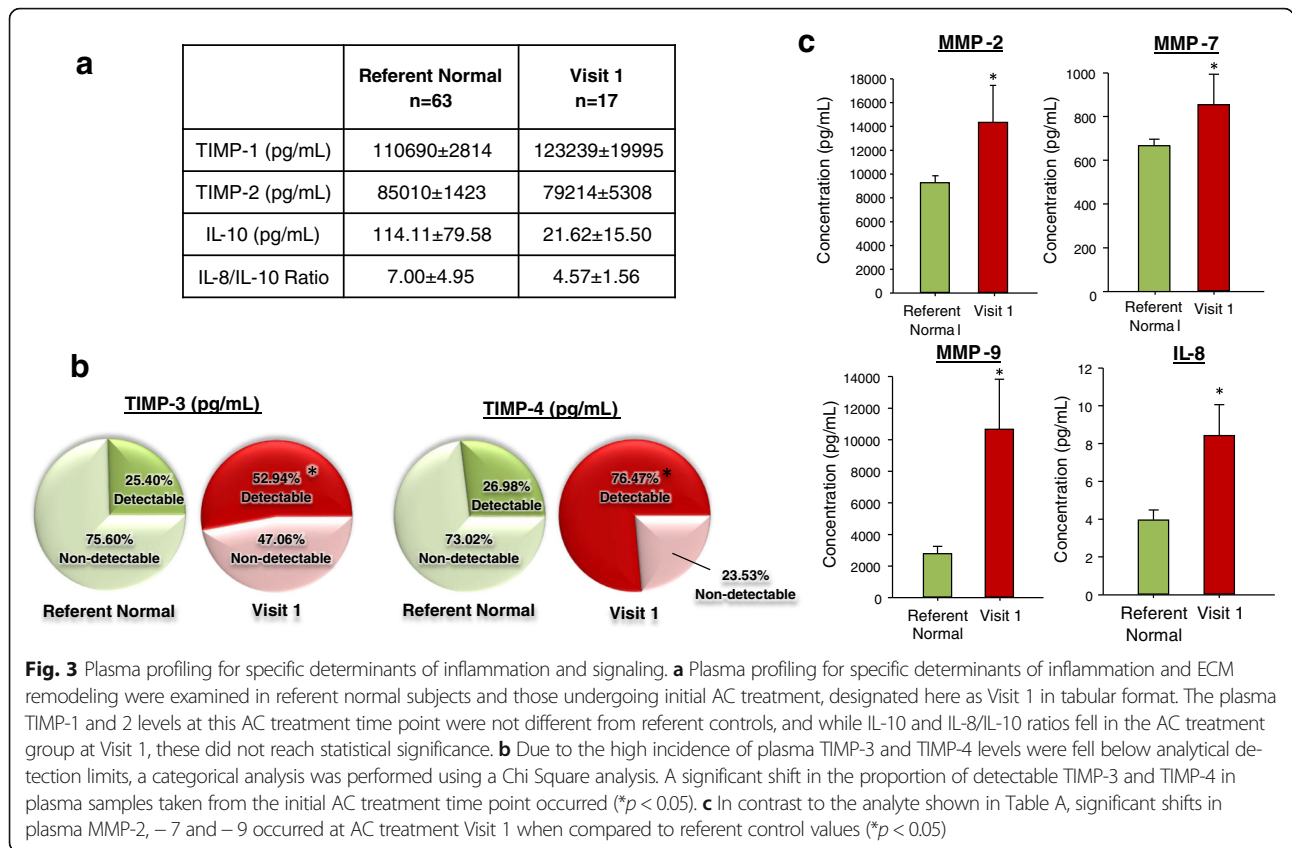 a
Referent Normal Visit 1
n=63 n=17
TIMP-1 (pg/mL) 110690±2814 123239±19995
TIMP-2 (pg/mL) 85010±1423 79214±5308
IL-10 (pg/mL) 114.11±79.58 21.62±15.50
IL-8/IL-10 Ratio 7.00±4.95 4.57±1.56
b
TIMP-3 (pg/mL)
25.40%
Detectable
75.60%
Non-detectable
Referent Normal
52.94% *
Detectable
47.06%
Non-detectable
Visit 1
TIMP-4 (pg/mL)
26.98%
Detectable
73.02%
Non-detectable
Referent Normal
76.47% *
Detectable
23.53%
Non-detectable
Visit 1
c
MMP-2
Concentration (pg/mL)
18000
16000
14000
12000
10000
8000
6000
4000
2000
0
*
Referent Visit 1
Normal
MMP-7
Concentration (pg/mL)
1000
800
600
400
200
0
*
Referent Visit 1
Normal
MMP-9
Concentration (pg/mL)
14000
12000
10000
8000
6000
4000
2000
0
*
Referent Visit 1
Normal
IL-8
Concentration (pg/mL)
12
10
8
6
4
2
0
*
Referent Visit 1
Normal
Fig. 3 Plasma profiling for specific determinants of inflammation and signaling. a Plasma profiling for specific determinants of inflammation and ECM
remodeling were examined in referent normal subjects and those undergoing initial AC treatment, designated here as Visit 1 in tabular format. The plasma
TIMP-1 and 2 levels at this AC treatment time point were not different from referent controls, and while IL-10 and IL-8/IL-10 ratios fell in the AC treatment
group at Visit 1, these did not reach statistical significance. b Due to the high incidence of plasma TIMP-3 and TIMP-4 levels were fell below analytical de-
tection limits, a categorical analysis was performed using a Chi Square analysis. A significant shift in the proportion of detectable TIMP-3 and TIMP-4 in
plasma samples taken from the initial AC treatment time point occurred (*p < 0.05). c In contrast to the analyte shown in Table A, significant shifts in
plasma MMP-2, − 7 and − 9 occurred at AC treatment Visit 1 when compared to referent control values (*p < 0.05)